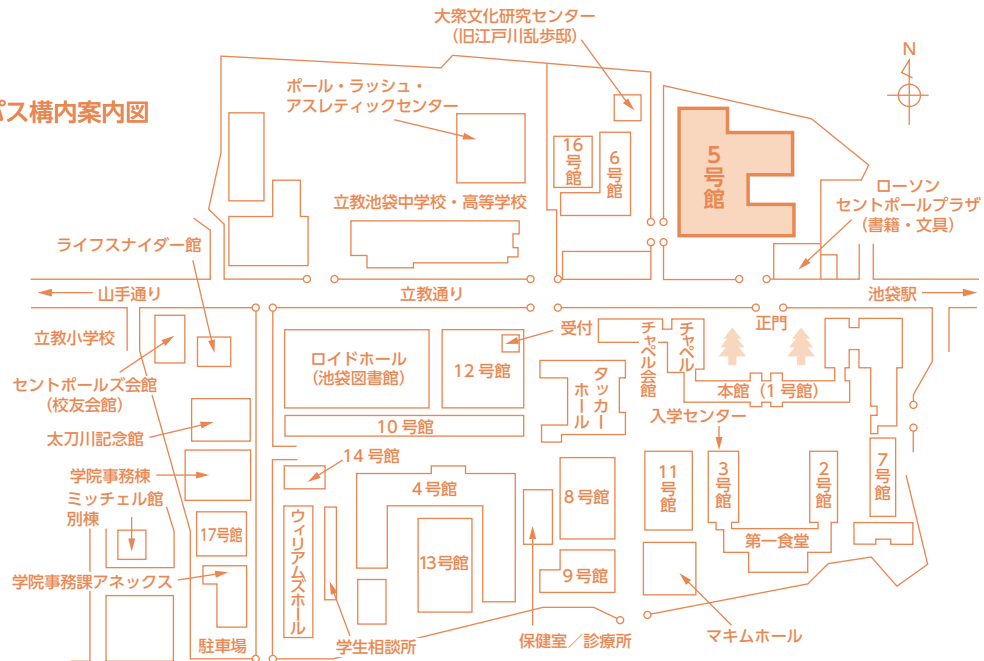 大衆文化研究センター
（旧江戸川乱歩邸）
N
パス構内案内図
ポール・ラッシュ・
アスレティックセンター
16号館
6号館
5号館
ローソン
セントポールプラザ
（書籍・文具）
立教池袋中学校・高等学校
ライフスナイダー館
山手通り
立教通り
池袋駅
立教小学校
セントポールズ会館
（校友会館）
ロイドホール
（池袋図書館）
12号館
受付
チャペル会館
チャペル
正門
本館（1号館）
タッカーホール
太刀川記念館
10号館
入学センター
学院事務棟
14号館
4号館
8号館
11号館
3号館
2号館
7号館
ミッチェル館
別棟
17号館
ウィリアムズホール
13号館
9号館
第一食堂
学院事務課アネックス
駐車場
学生相談所
保健室／診療所
マキムホール